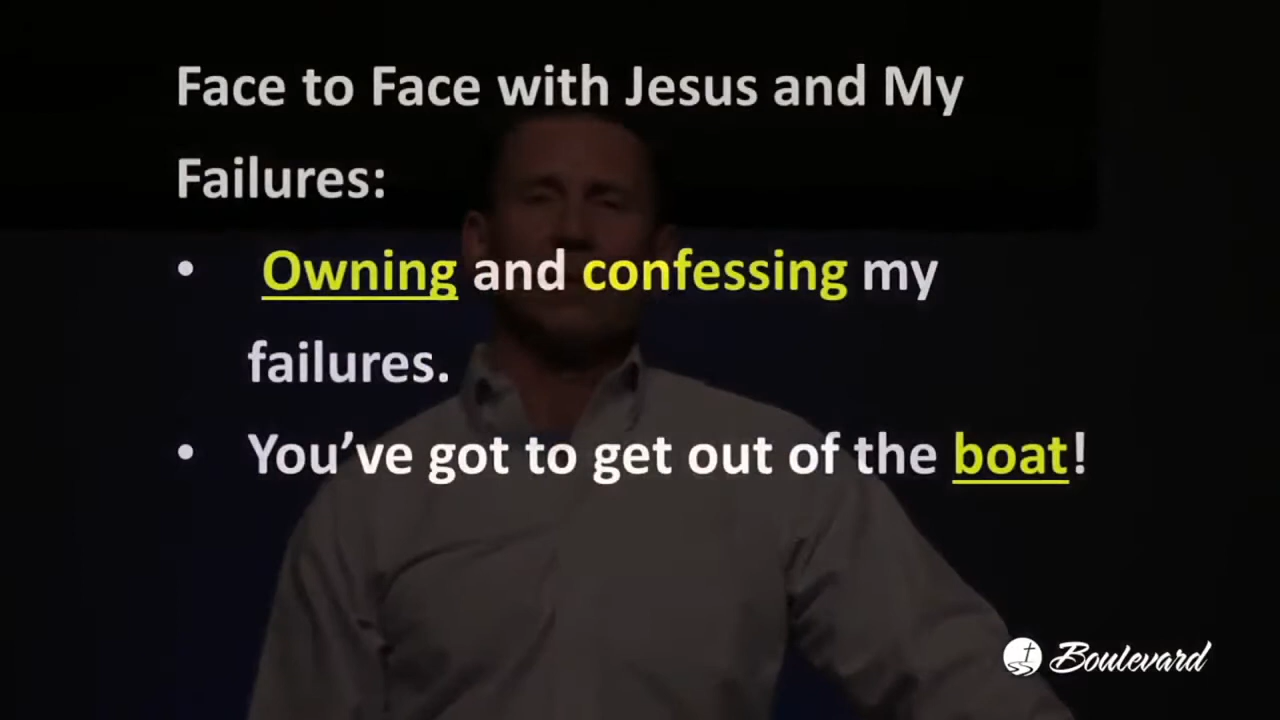 Face to Face with Jesus and My
Failures:
• Owning and confessing my
failures.
• You’ve got to get out of the boat!
Boulevard